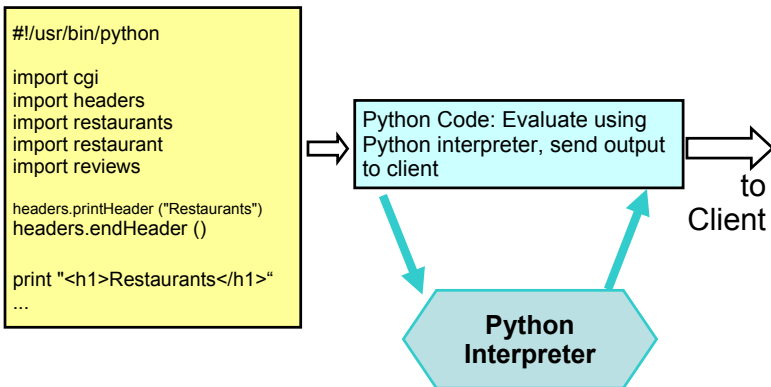 #!/usr/bin/python
import cgi
import headers
import restaurants
import restaurant
import reviews
headers.printHeader ("Restaurants")
headers.endHeader ()
print "<h1>Restaurants</h1>“
...
Python Code: Evaluate using
Python interpreter, send output
to client
to
Client
Python
Interpreter